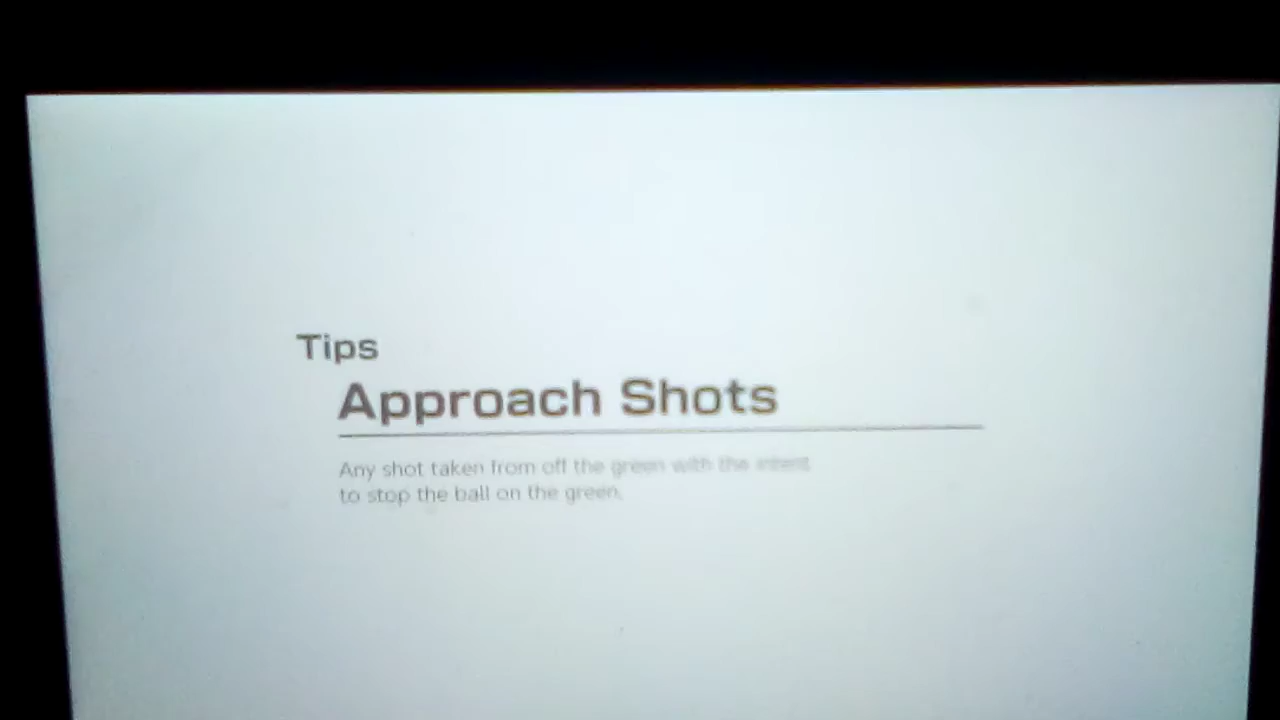 Tips
Approach Shots
Any shot taken from off the green with the intent
to stop the ball on the green.